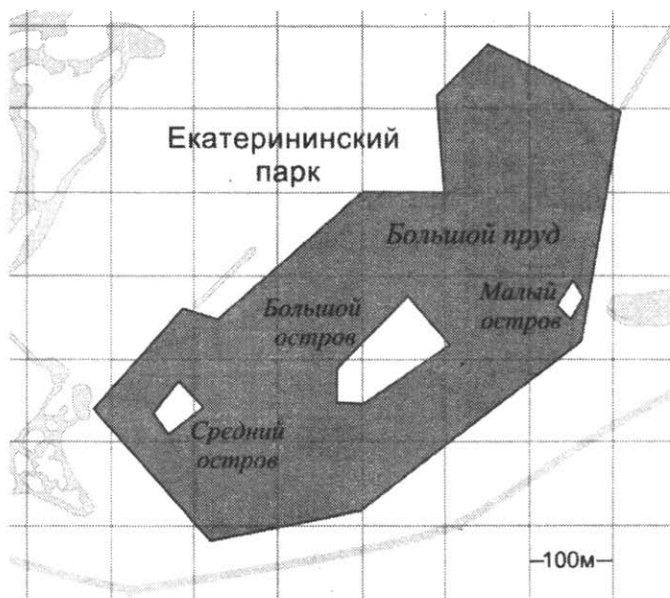 Екатерининский
парк
Большой пруд
Большой
остров
Малый
остров
Средний
остров
100м